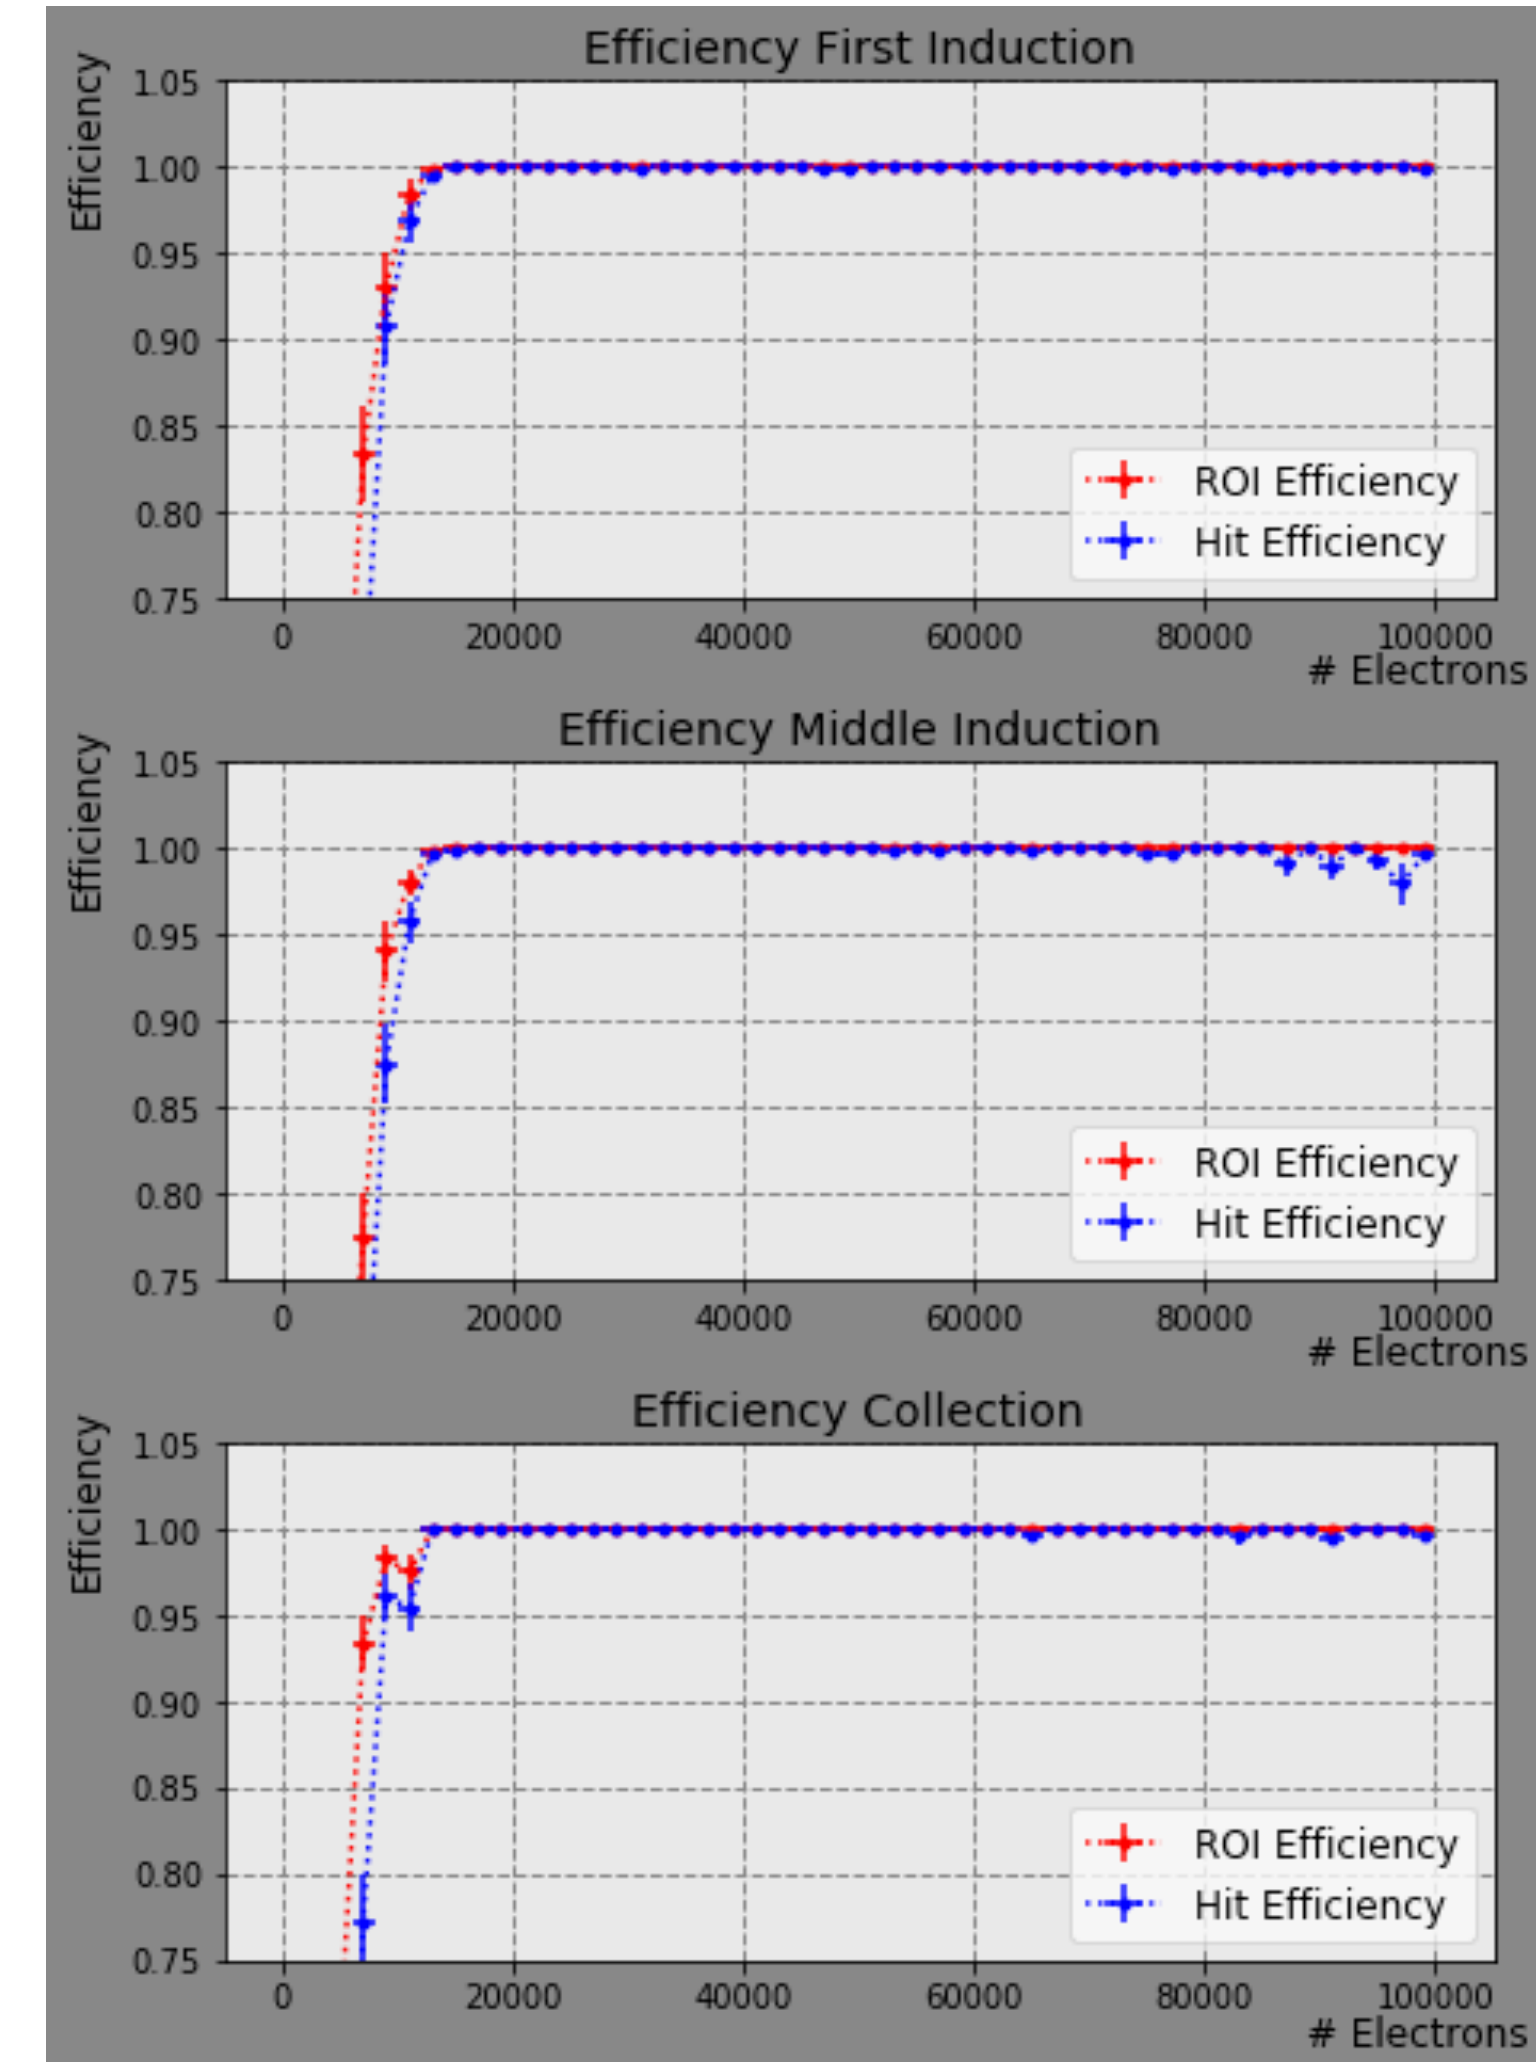 Efficiency First Induction
Efficiency
1.05
1.00
0.95
0.90
0.85
0.80
0.75
ROI Efficiency
Hit Efficiency
0 20000 40000 60000 80000 100000
# Electrons
Efficiency Middle Induction
Efficiency
1.05
1.00
0.95
0.90
0.85
0.80
0.75
ROI Efficiency
Hit Efficiency
0 20000 40000 60000 80000 100000
# Electrons
Efficiency Collection
Efficiency
1.05
1.00
0.95
0.90
0.85
0.80
0.75
ROI Efficiency
Hit Efficiency
0 20000 40000 60000 80000 100000
# Electrons